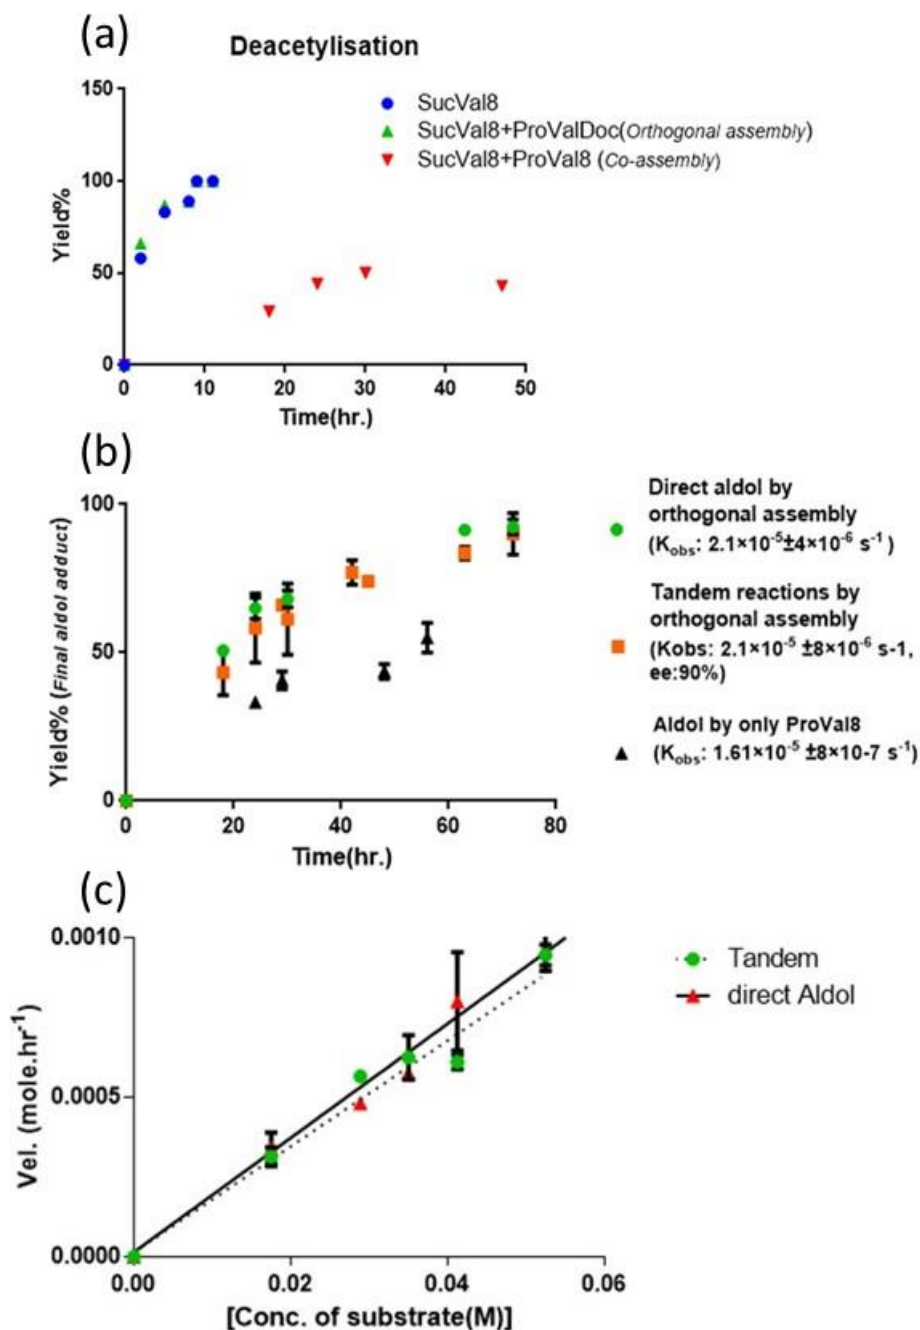 (a)
Deacetylisation
150
100
50
0
Yield%
0 10 20 30 40 50
Time(hr.)
SucVal8
SucVal8+ProValDoc(Orthogonal assembly)
SucVal8+ProVal8 (Co-assembly)
(b)
100
50
0
Yield% (Final aldol adduct)
0 20 40 60 80
Time(hr.)
Direct aldol by
orthogonal assembly
(Kobs: 2.1×10⁻⁵±4×10⁻⁶ s⁻¹ )
Tandem reactions by
orthogonal assembly
(Kobs: 2.1×10⁻⁵ ±8×10⁻⁶ s-1,
ee:90%)
Aldol by only ProVal8
(Kobs: 1.61×10⁻⁵ ±8×10-7 s⁻¹)
(c)
0.0010
0.0005
0.0000
Vel. (mole.hr⁻¹)
0.00 0.02 0.04 0.06
[Conc. of substrate(M)]
Tandem
direct Aldol